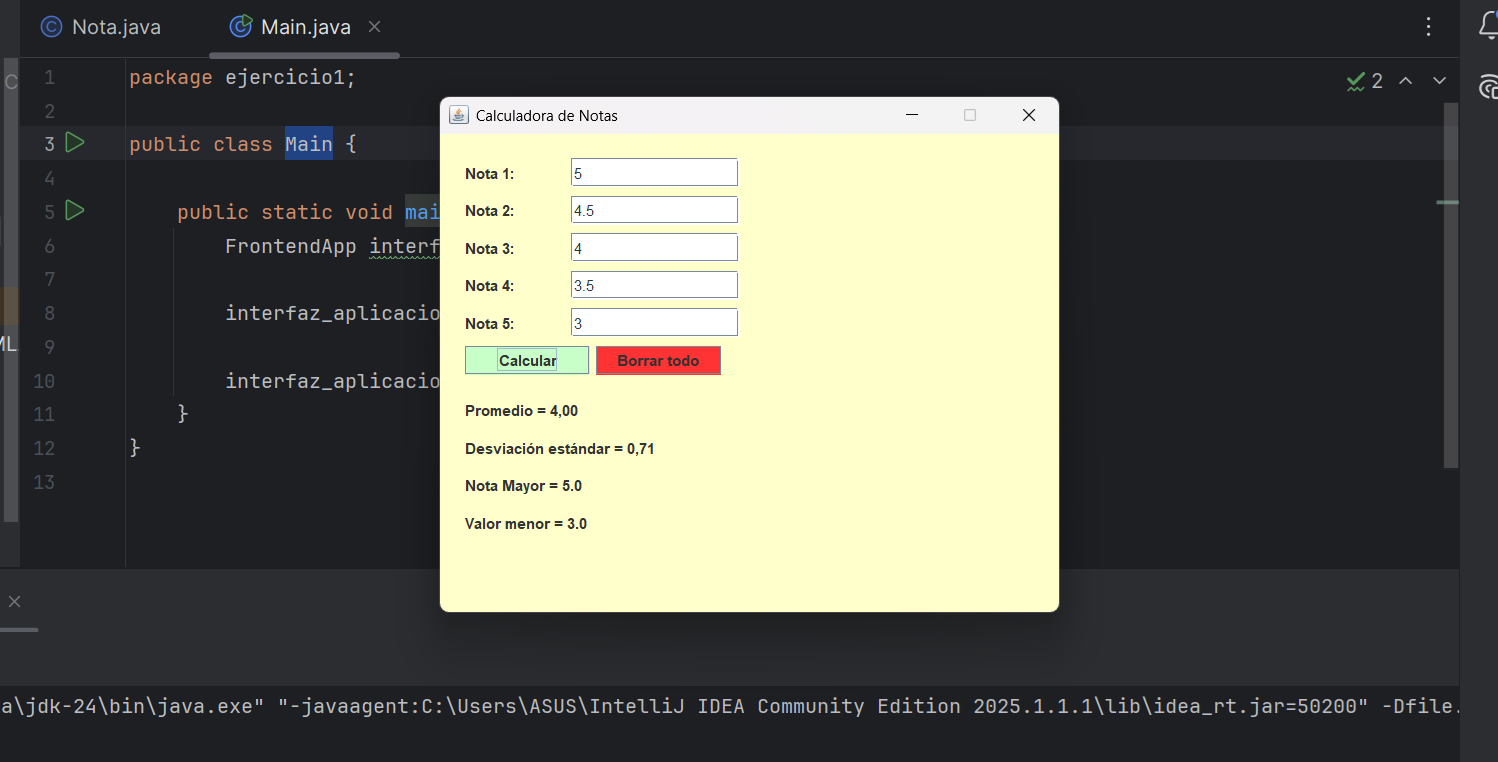 Nota.java
Main.java
2
1 package ejercicio1;
2
3 public class Main {
4
5 public static void mai
6 FrontendApp interf
7
8 interfaz_aplicacio
9
10 interfaz_aplicacio
11 }
12 }
13
C
ML
Calculadora de Notas
Nota 1: 5
Nota 2: 4.5
Nota 3: 4
Nota 4: 3.5
Nota 5: 3
Calcular Borrar todo
Promedio = 4,00
Desviación estándar = 0,71
Nota Mayor = 5.0
Valor menor = 3.0
a\jdk-24\bin\java.exe" "-javaagent:C:\Users\ASUS\IntelliJ IDEA Community Edition 2025.1.1.1\lib\idea_rt.jar=50200" -Dfile.